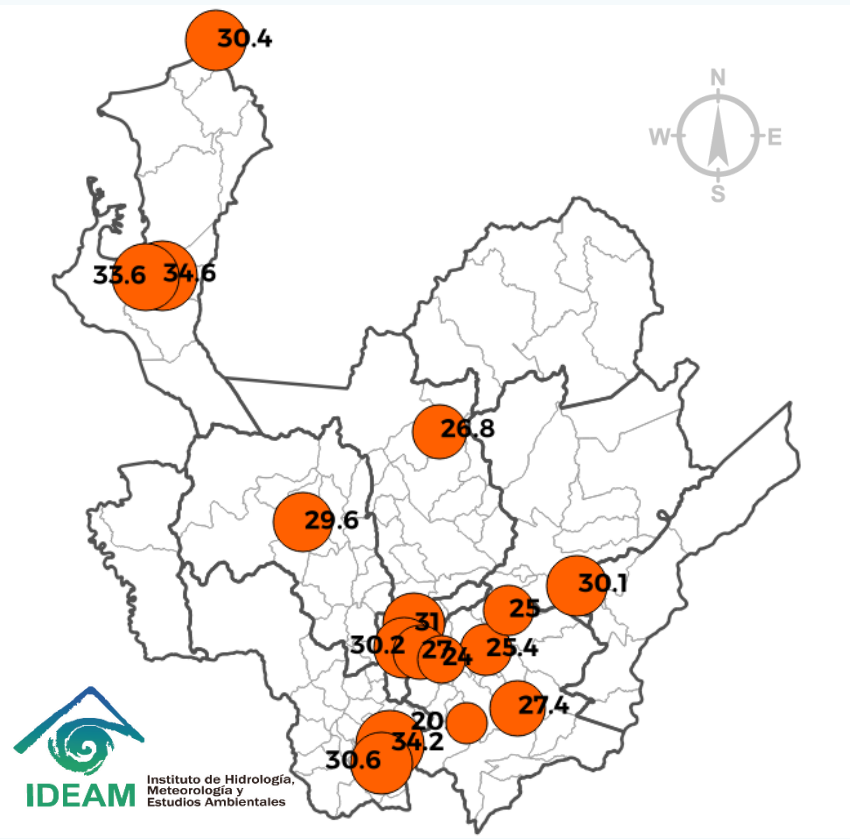 30.4
N
W
E
S
33.6
34.6
26.8
29.6
30.1
25
31
30.2
27
24
25.4
27.4
20
34.2
30.6
IDEAM
Instituto de Hidrología,
Meteorología y
Estudios Ambientales